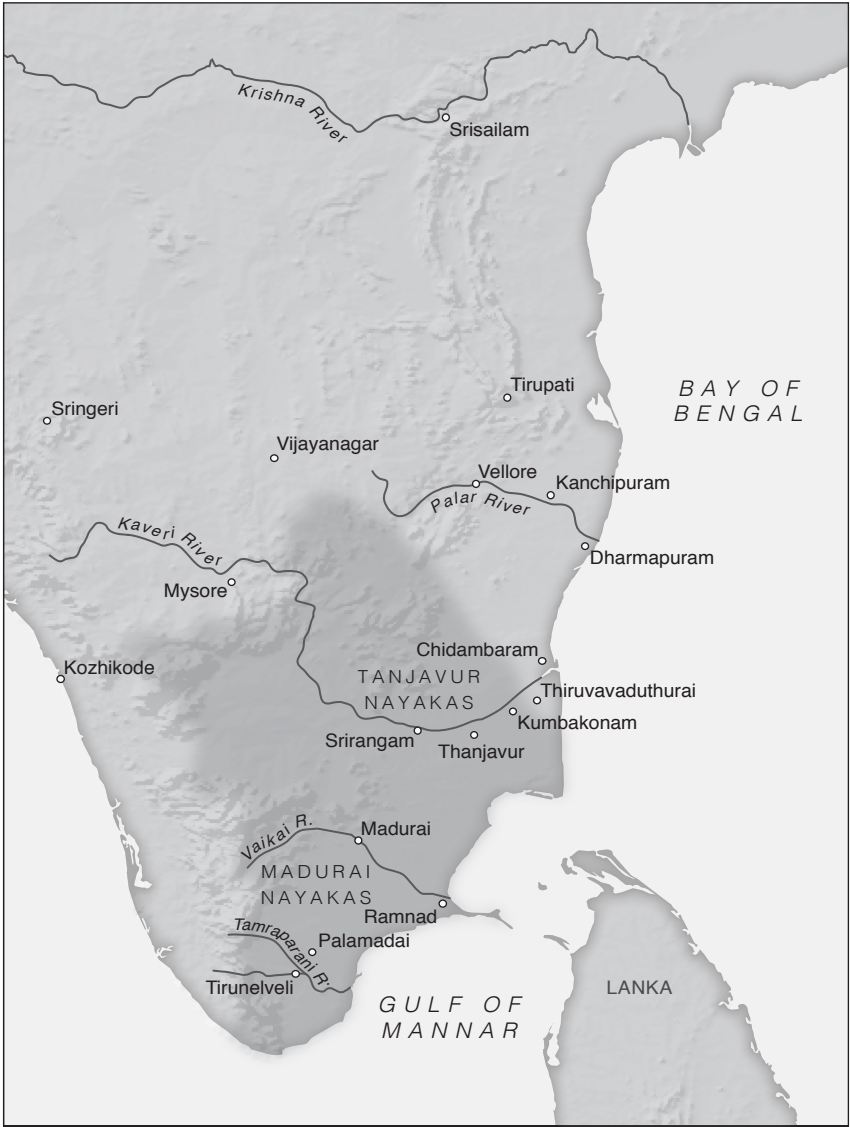 Krishna River
Srisailam
Tirupati
BAY OF
BENGAL
Sringeri
Vijayanagar
Vellore
Kanchipuram
Palar River
Kaveri River
Dharmapuram
Mysore
Chidambaram
Kozhikode
TANJAVUR
NAYAKAS
Thiruvavaduthurai
Kumbakonam
Srirangam
Thanjavur
Vaikai R.
Madurai
MADURAI
NAYAKAS
Ramnad
Tamraparani R.
Palamadai
Tirunelveli
LANKA
GULF OF
MANNAR